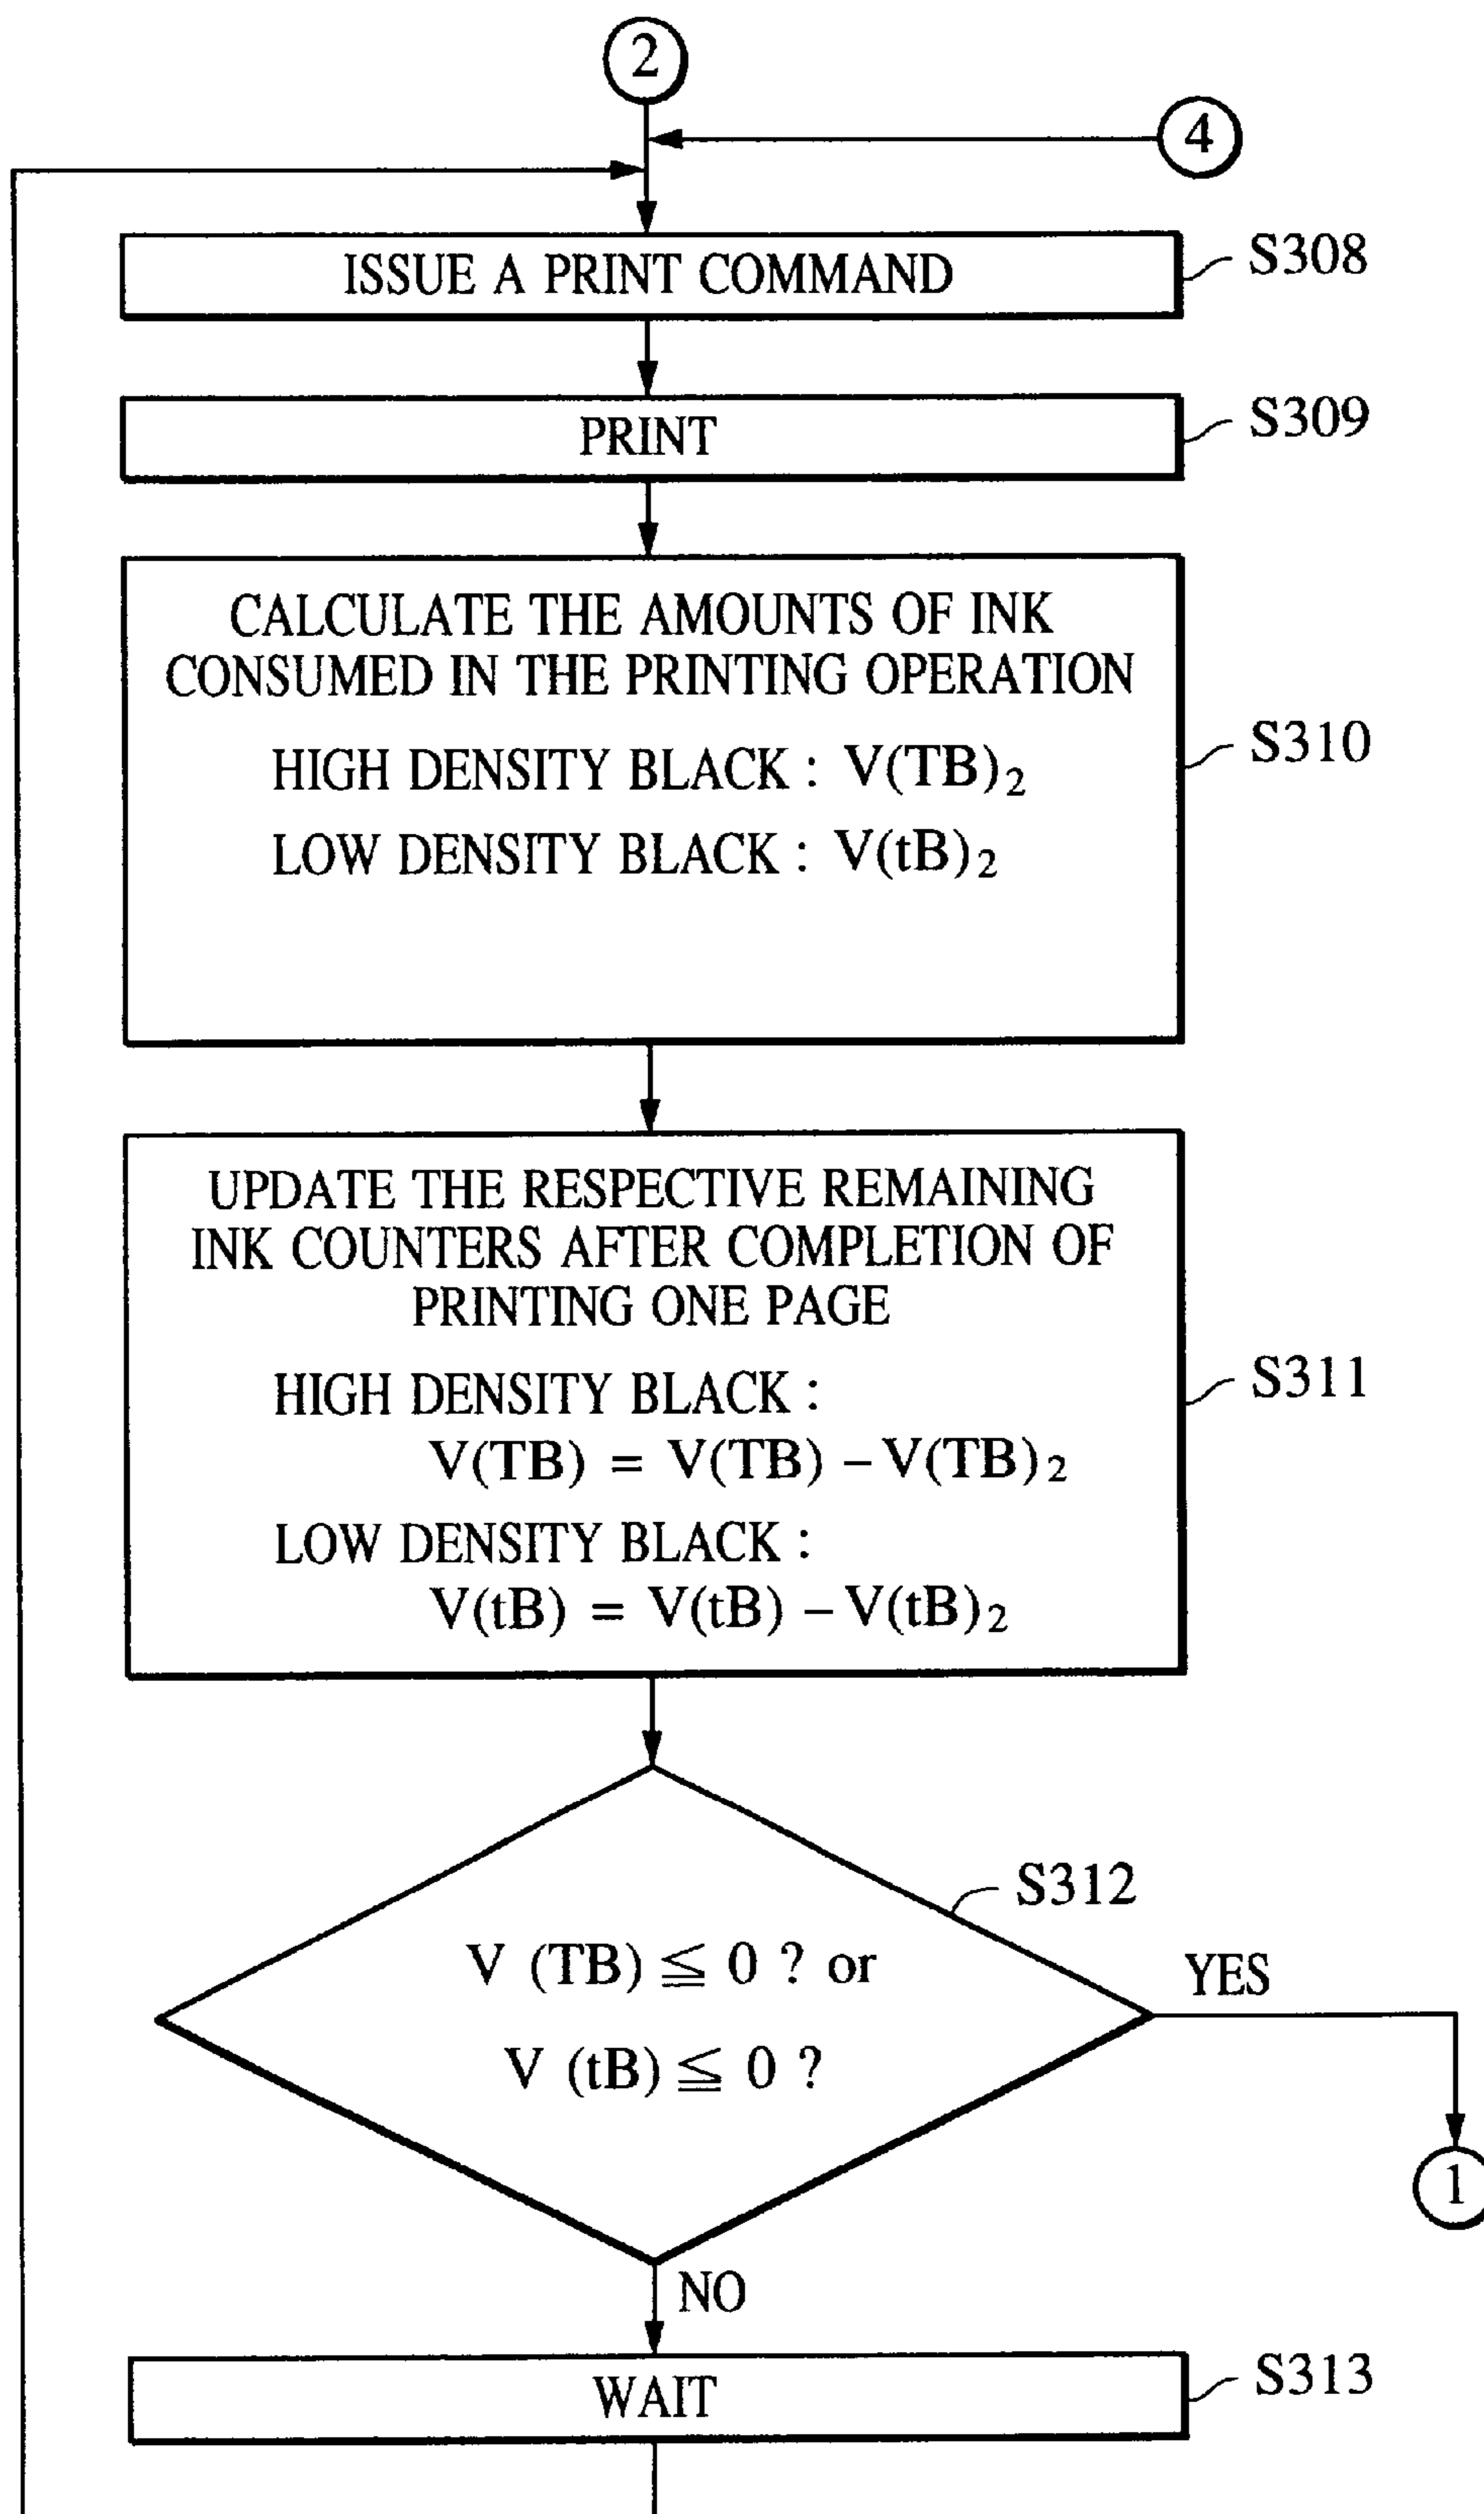 2
4
ISSUE A PRINT COMMAND
S308
PRINT
S309
CALCULATE THE AMOUNTS OF INK
CONSUMED IN THE PRINTING OPERATION
HIGH DENSITY BLACK : V(TB)₂
LOW DENSITY BLACK : V(tB)₂
S310
UPDATE THE RESPECTIVE REMAINING
INK COUNTERS AFTER COMPLETION OF
PRINTING ONE PAGE
HIGH DENSITY BLACK :
V(TB) = V(TB) – V(TB)₂
LOW DENSITY BLACK :
V(tB) = V(tB) – V(tB)₂
S311
S312
V (TB) ≦ 0 ? or
V (tB) ≦ 0 ?
YES
1
NO
WAIT
S313